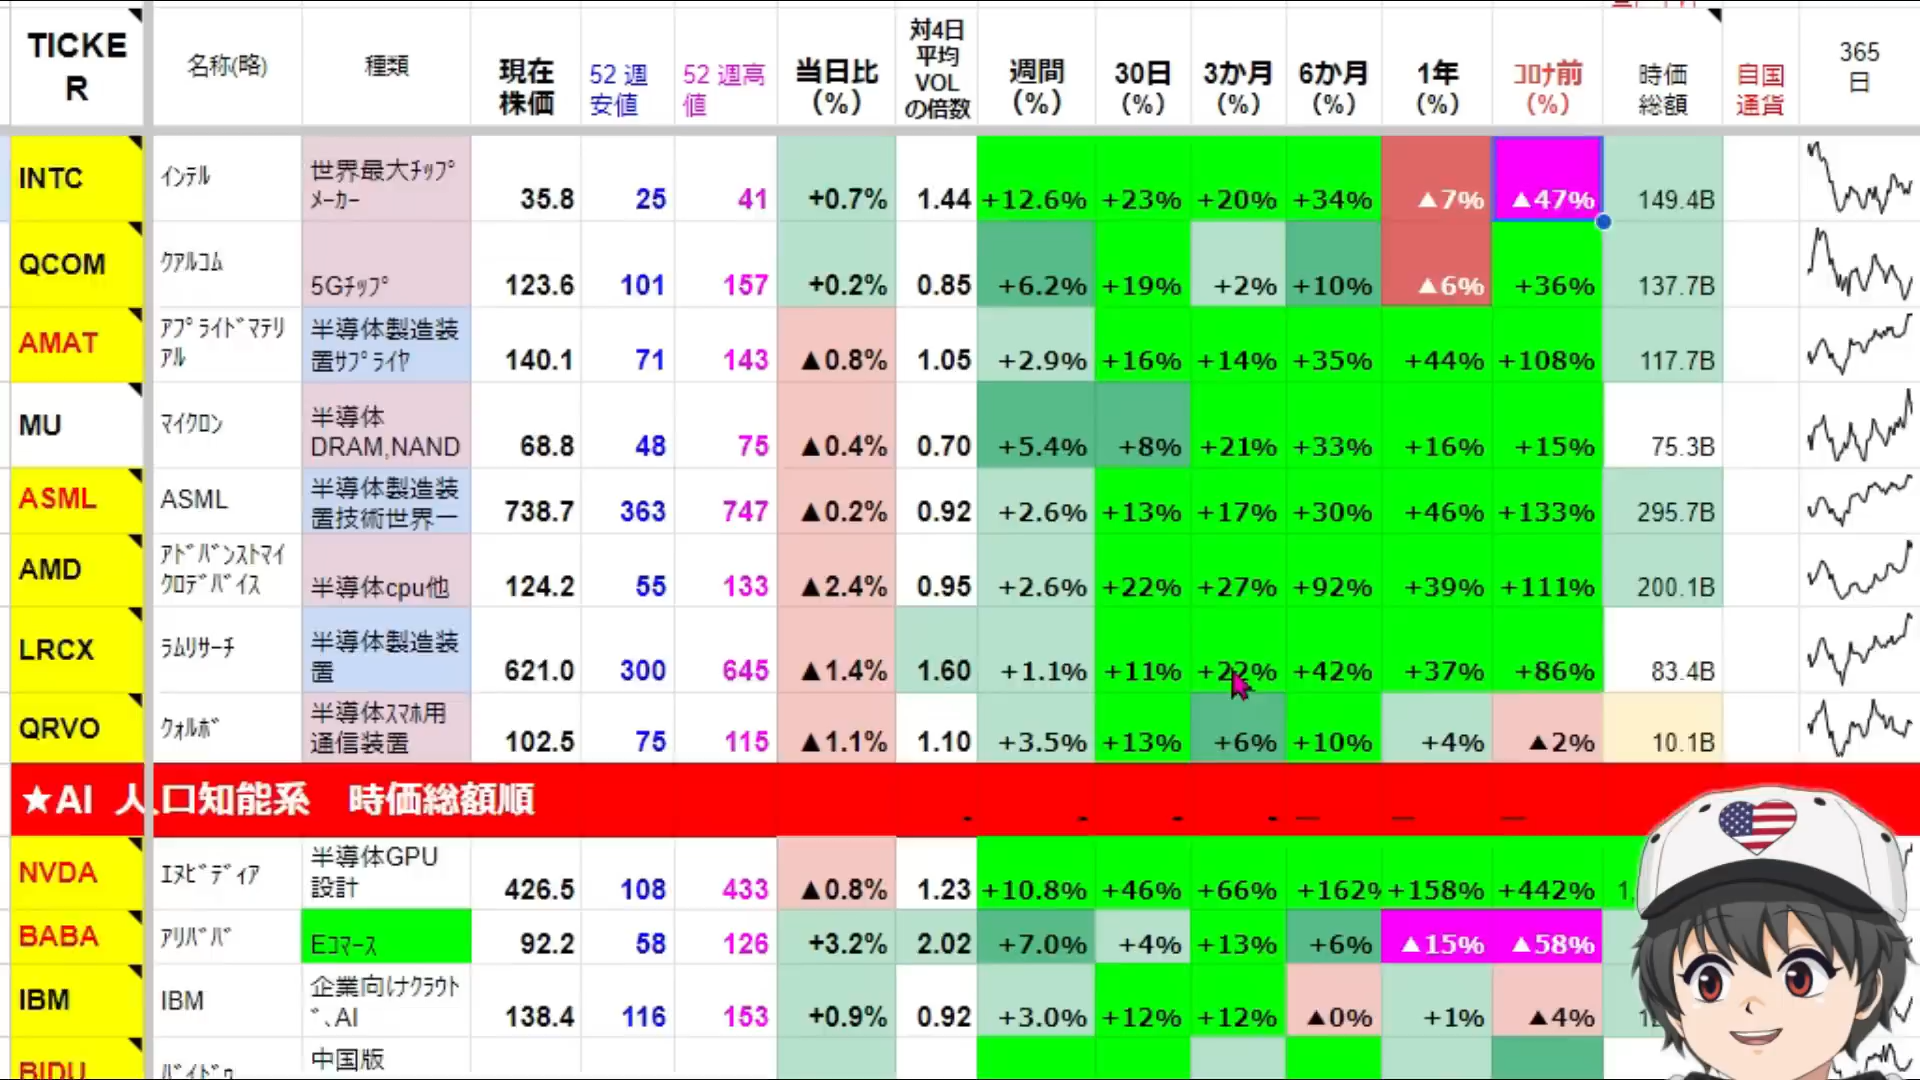 TICKE
R
名称(略)
種類
現在
株価
52 週
安値
52 週高
値
当日比
(%)
対4日
平均
VOL
の倍数
週間
(%)
30日
(%)
3か月
(%)
6か月
(%)
1年
(%)
ｺﾛﾅ前
(%)
時価
総額
自国
通貨
365
日
INTC ｲﾝﾃﾙ 世界最大ﾁｯﾌﾟ
ﾒｰｶｰ
35.8 25 41 +0.7% 1.44 +12.6% +23% +20% +34% ▲7% ▲47% 149.4B
QCOM ｸｱﾙｺﾑ 5Gﾁｯﾌﾟ
123.6 101 157 +0.2% 0.85 +6.2% +19% +2% +10% ▲6% +36% 137.7B
AMAT ｱﾌﾟﾗｲﾄﾞﾏﾃﾘ
ｱﾙ
半導体製造装
置ｻﾌﾟﾗｲﾔ
140.1 71 143 ▲0.8% 1.05 +2.9% +16% +14% +35% +44% +108% 117.7B
MU ﾏｲｸﾛﾝ 半導体
DRAM,NAND
68.8 48 75 ▲0.4% 0.70 +5.4% +8% +21% +33% +16% +15% 75.3B
ASML ASML 半導体製造装
置技術世界一
738.7 363 747 ▲0.2% 0.92 +2.6% +13% +17% +30% +46% +133% 295.7B
AMD ｱﾄﾞﾊﾞﾝｽﾄﾏｲ
ｸﾛﾃﾞﾊﾞｲｽ
半導体cpu他
124.2 55 133 ▲2.4% 0.95 +2.6% +22% +27% +92% +39% +111% 200.1B
LRCX ﾗﾑﾘｻｰﾁ 半導体製造装
置
621.0 300 645 ▲1.4% 1.60 +1.1% +11% +22% +42% +37% +86% 83.4B
QRVO ｸｫﾙﾎﾞ 半導体ｽﾏﾎ用
通信装置
102.5 75 115 ▲1.1% 1.10 +3.5% +13% +6% +10% +4% ▲2% 10.1B
★AI 人口知能系 時価総額順
NVDA ｴﾇﾋﾞﾃﾞｨｱ 半導体GPU
設計
426.5 108 433 ▲0.8% 1.23 +10.8% +46% +66% +162% +158% +442% 1,
BABA ｱﾘﾊﾞﾊﾞ Eｺﾏｰｽ
92.2 58 126 +3.2% 2.02 +7.0% +4% +13% +6% ▲15% ▲58%
IBM IBM 企業向けｸﾗｳﾄ
ﾞ､AI
138.4 116 153 +0.9% 0.92 +3.0% +12% +12% ▲0% +1% ▲4%
BIDU ﾊﾞｲﾄﾞｩ 中国版